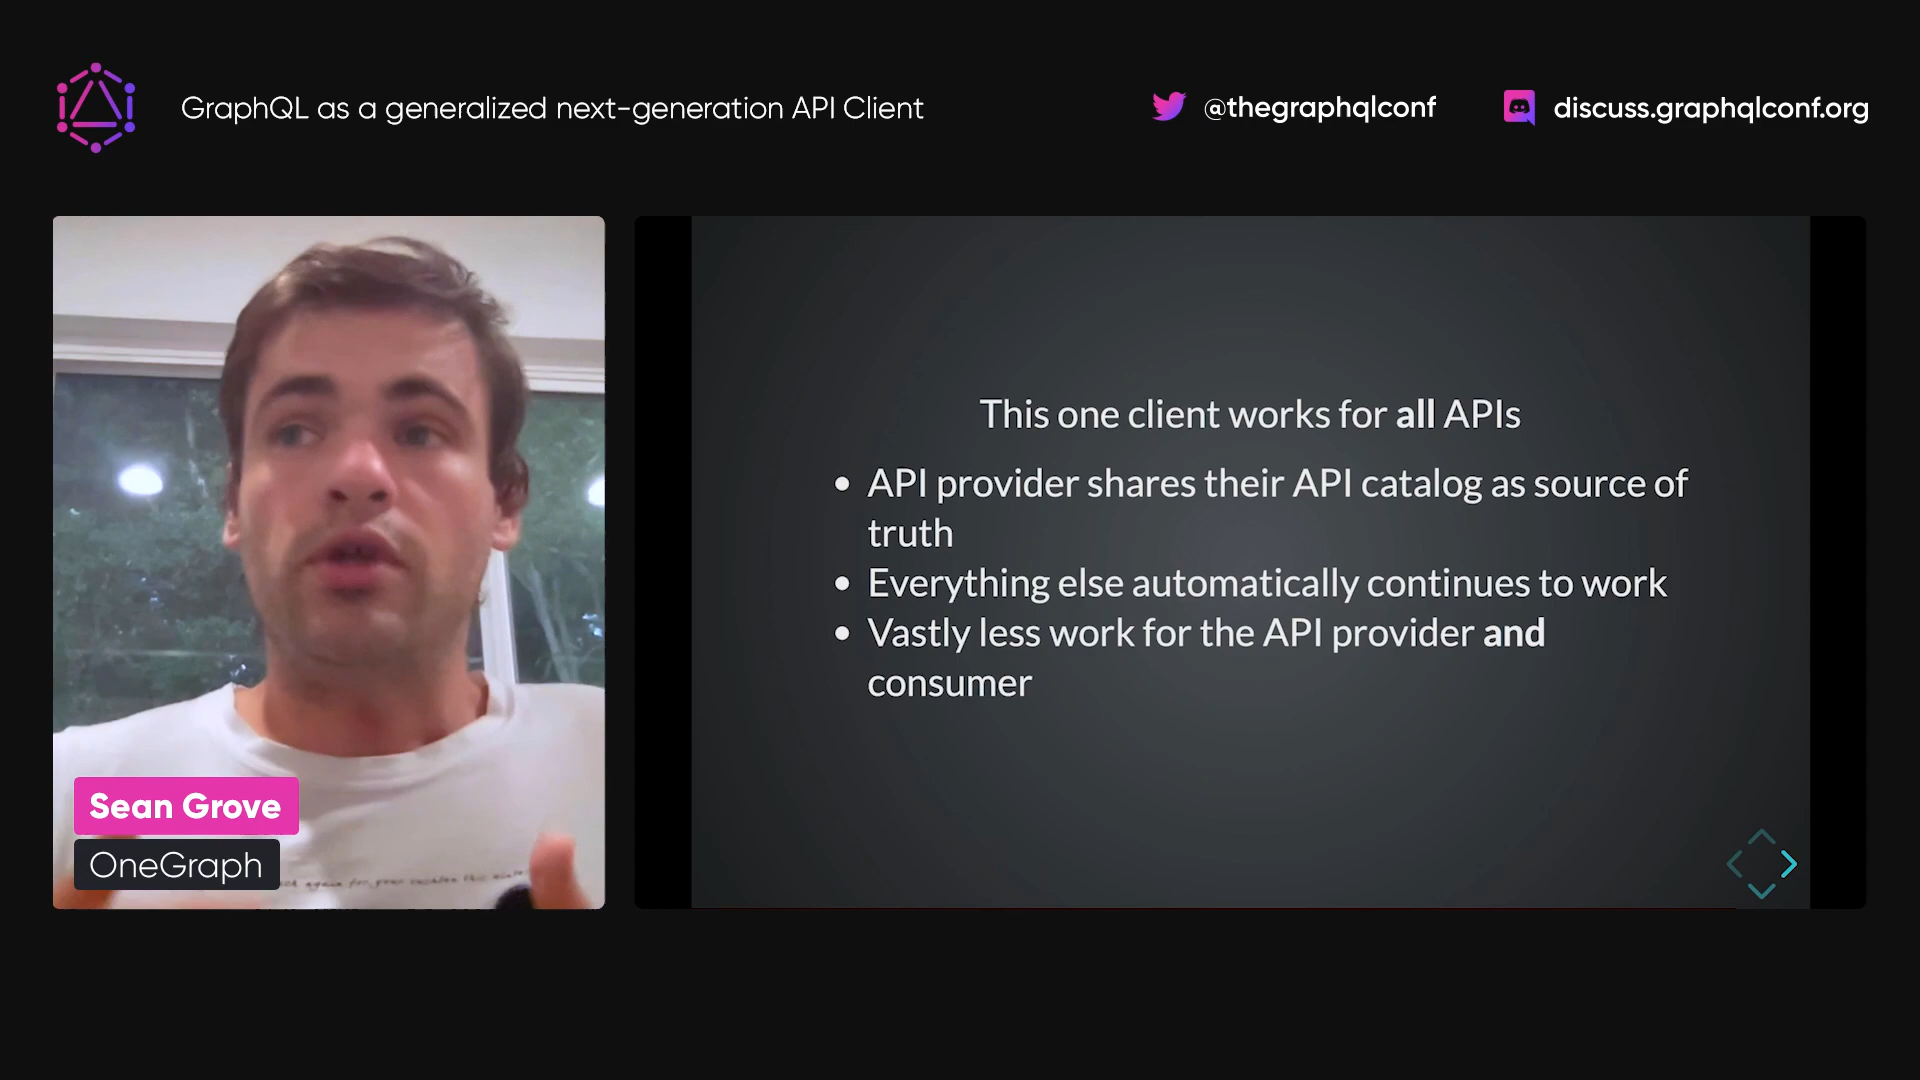 GraphQL as a generalized next-generation API Client
@thegraphqlconf
discuss.graphqlconf.org
This one client works for all APIs
• API provider shares their API catalog as source of
truth
• Everything else automatically continues to work
• Vastly less work for the API provider and
consumer
Sean Grove
OneGraph